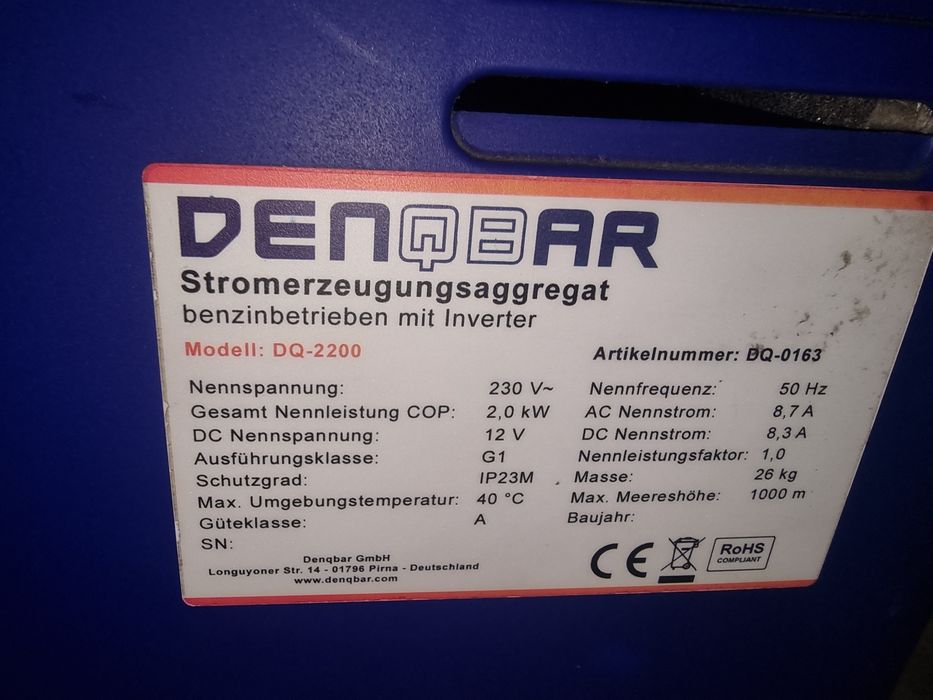 DENQBAR
Stromerzeugungsaggregat
benzinbetrieben mit Inverter
Modell: DQ-2200 Artikelnummer: DQ-0163
Nennspannung: 230 V~ Nennfrequenz: 50 Hz
Gesamt Nennleistung COP: 2,0 kW AC Nennstrom: 8,7 A
DC Nennspannung: 12 V DC Nennstrom: 8,3 A
Ausführungsklasse: G1 Nennleistungsfaktor: 1,0
Schutzgrad: IP23M Masse: 26 kg
Max. Umgebungstemperatur: 40 °C Max. Meereshöhe: 1000 m
Güteklasse: A Baujahr:
SN:
Denqbar GmbH
Longuyoner Str. 14 - 01796 Pirna - Deutschland
www.denqbar.com
CE RoHS
COMPLIANT